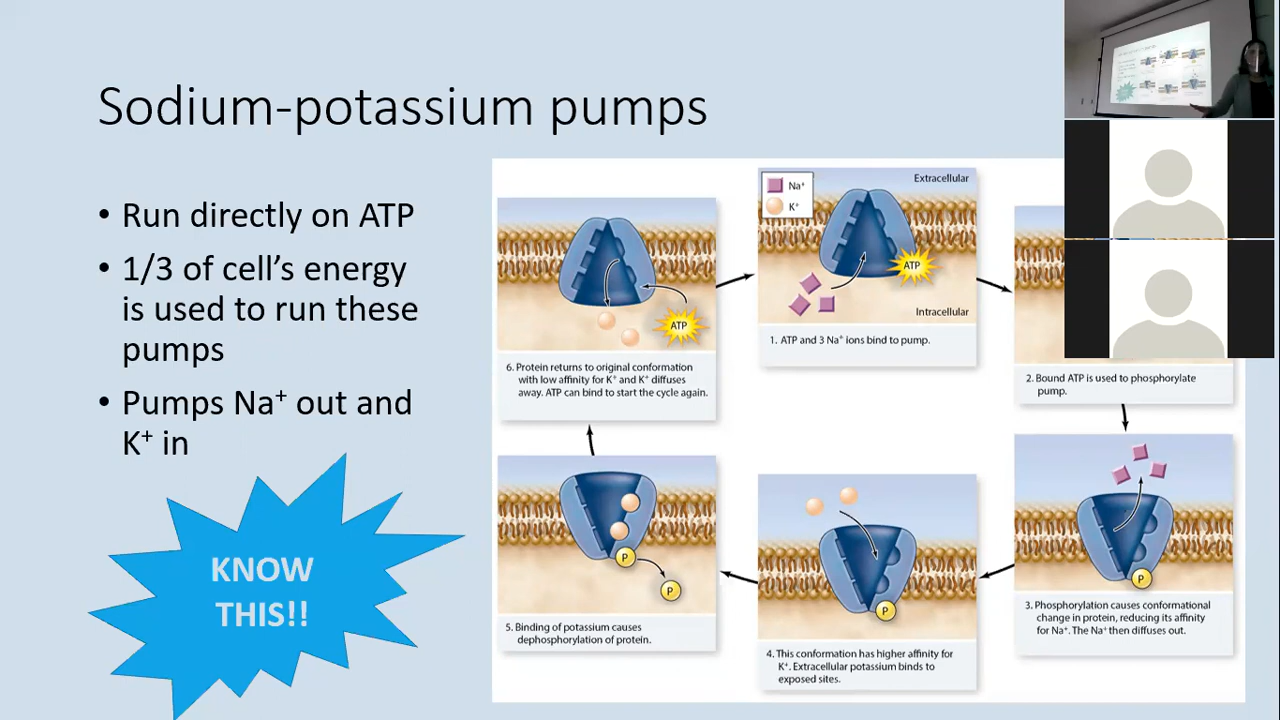 Sodium-potassium pumps
• Run directly on ATP
• 1/3 of cell’s energy
is used to run these
pumps
• Pumps Na⁺ out and
K⁺ in
KNOW
THIS!!
Na⁺
K⁺
Extracellular
ATP
Intracellular
1. ATP and 3 Na⁺ ions bind to pump.
2. Bound ATP is used to phosphorylate
pump.
P
3. Phosphorylation causes conformational
change in protein, reducing its affinity
for Na⁺. The Na⁺ then diffuses out.
P
4. This conformation has higher affinity for
K⁺. Extracellular potassium binds to
exposed sites.
P
P
5. Binding of potassium causes
dephosphorylation of protein.
ATP
6. Protein returns to original conformation
with low affinity for K⁺ and K⁺ diffuses
away. ATP can bind to start the cycle again.